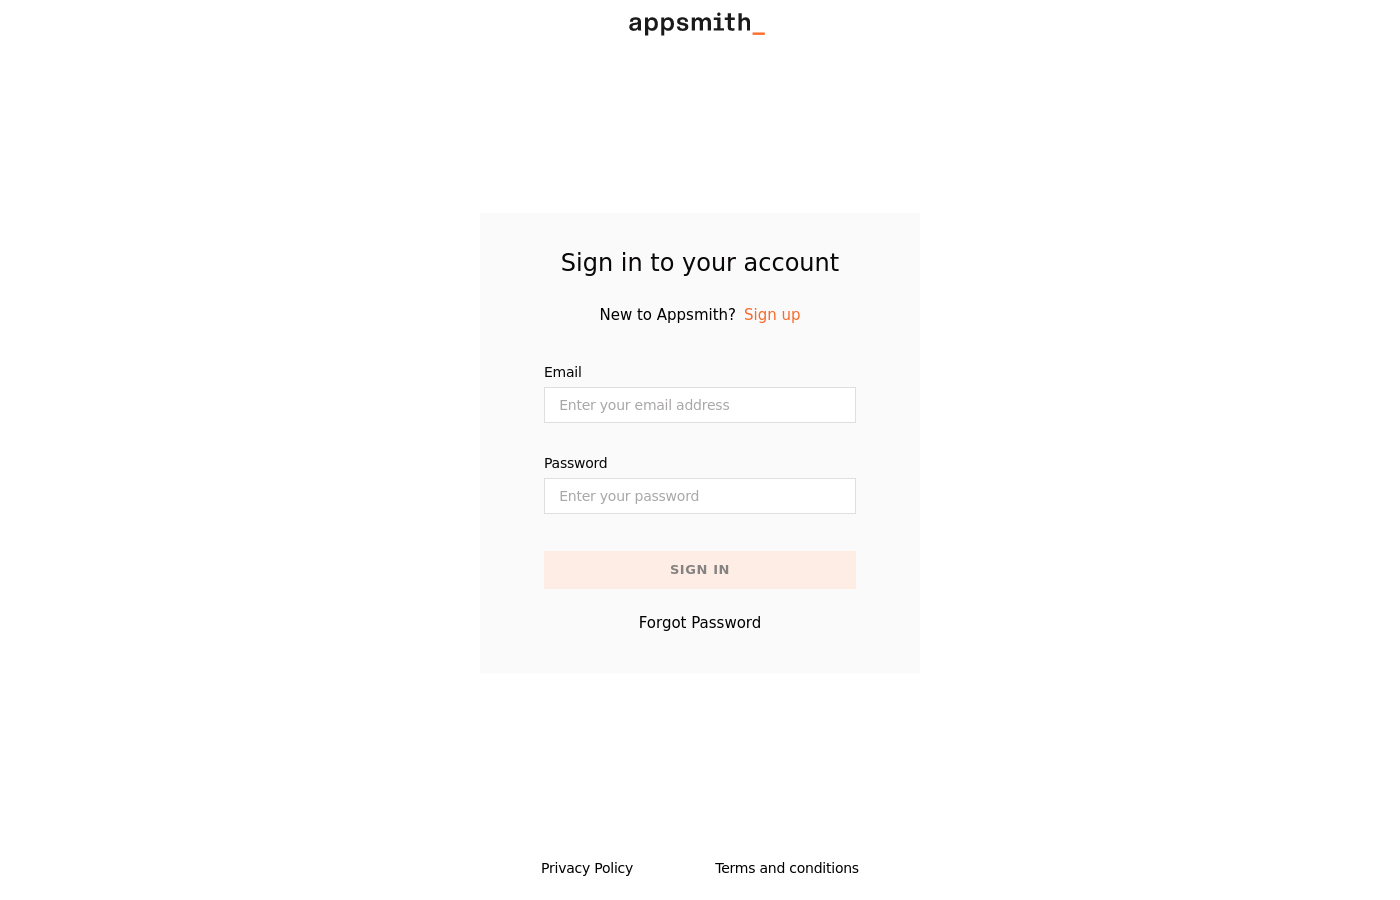 appsmith_
Sign in to your account
New to Appsmith? Sign up
Email
Enter your email address
Password
Enter your password
SIGN IN
Forgot Password
Privacy Policy Terms and conditions